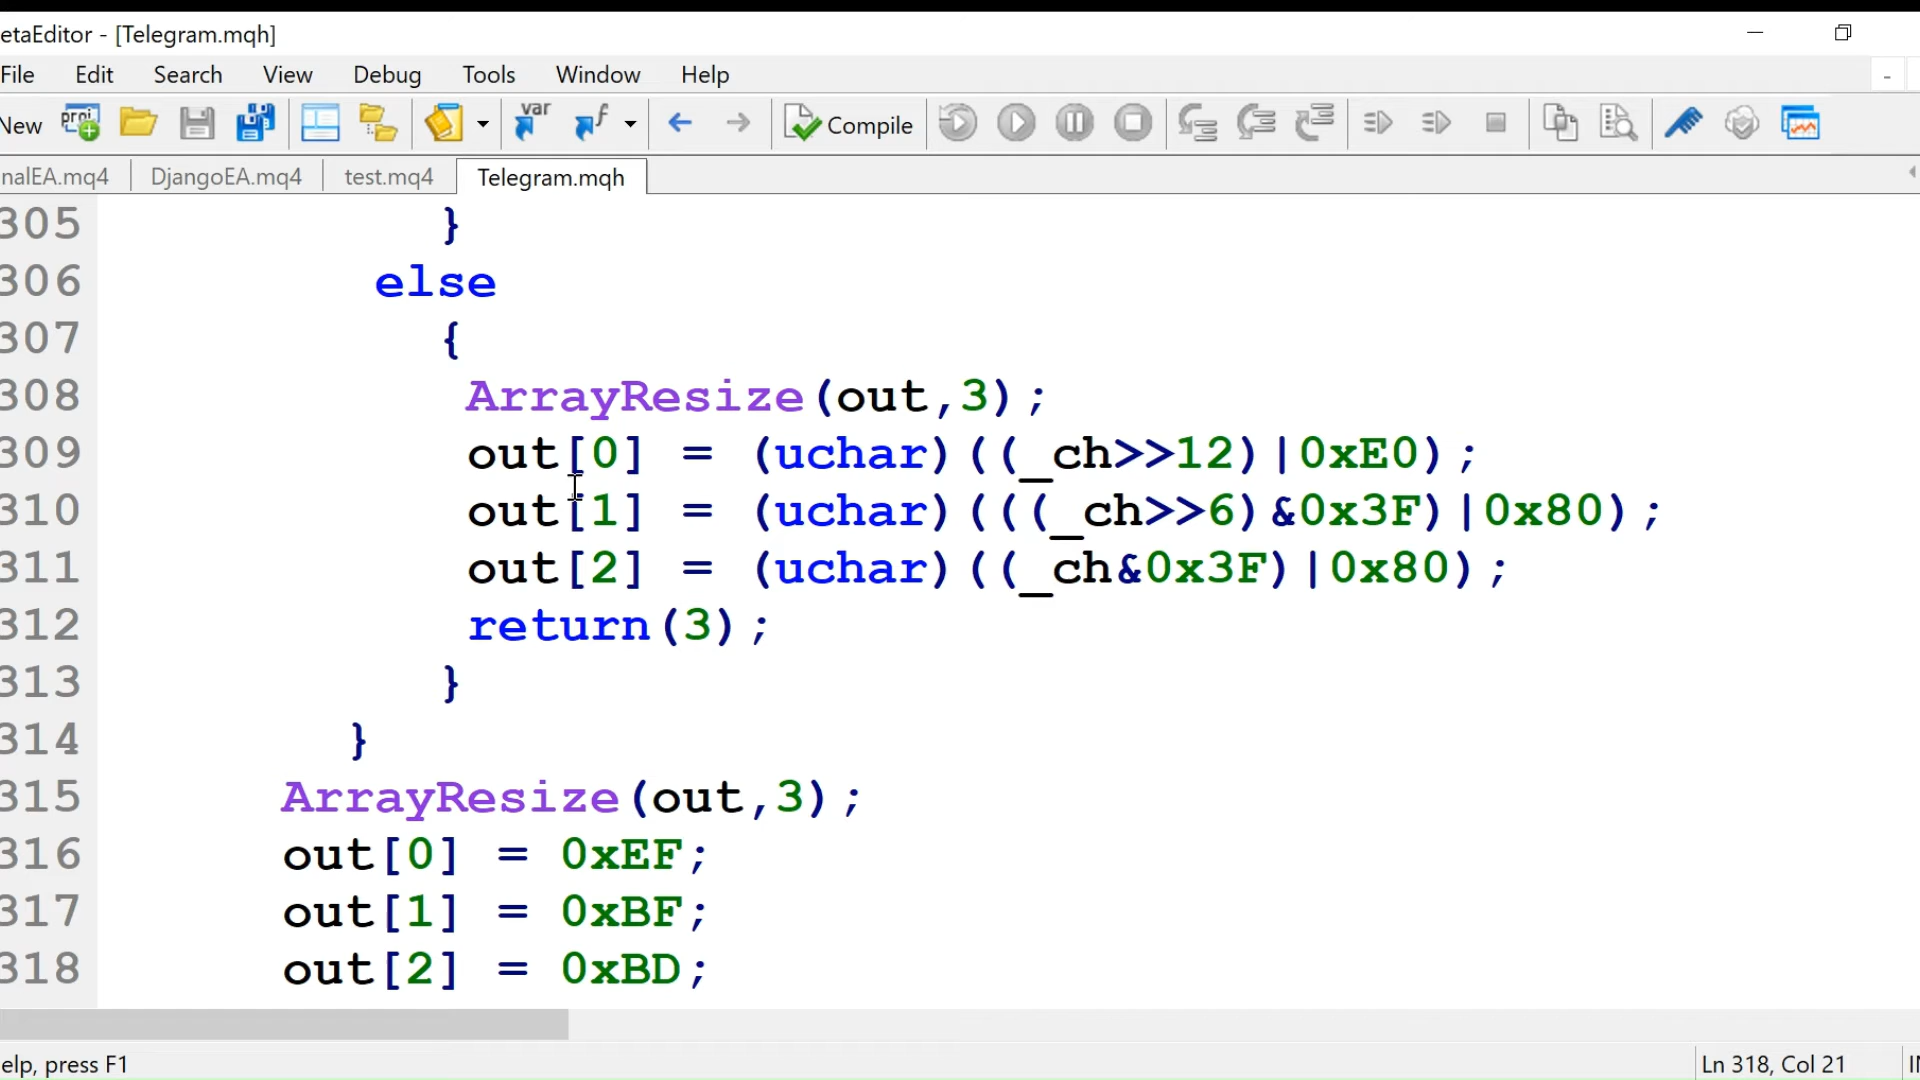 etaEditor - [Telegram.mqh]
File Edit Search View Debug Tools Window Help
New proj var f Compile
nalEA.mq4 DjangoEA.mq4 test.mq4 Telegram.mqh
305 }
306 else
307 {
308 ArrayResize(out,3);
309 out[0] = (uchar)((_ch>>12)|0xE0);
310 out[1] = (uchar)(((_ch>>6)&0x3F)|0x80);
311 out[2] = (uchar)((_ch&0x3F)|0x80);
312 return(3);
313 }
314 }
315 ArrayResize(out,3);
316 out[0] = 0xEF;
317 out[1] = 0xBF;
318 out[2] = 0xBD;
elp, press F1 Ln 318, Col 21 IN